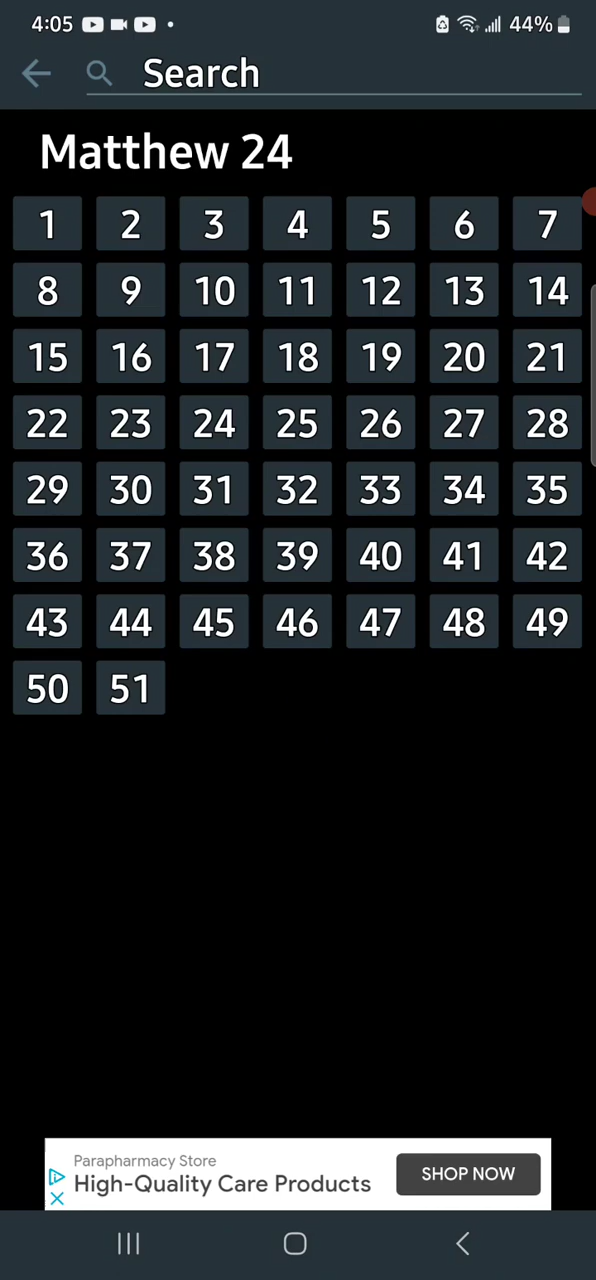 4:05 44%
Search
Matthew 24
1 2 3 4 5 6 7
8 9 10 11 12 13 14
15 16 17 18 19 20 21
22 23 24 25 26 27 28
29 30 31 32 33 34 35
36 37 38 39 40 41 42
43 44 45 46 47 48 49
50 51
Parapharmacy Store
High-Quality Care Products
SHOP NOW